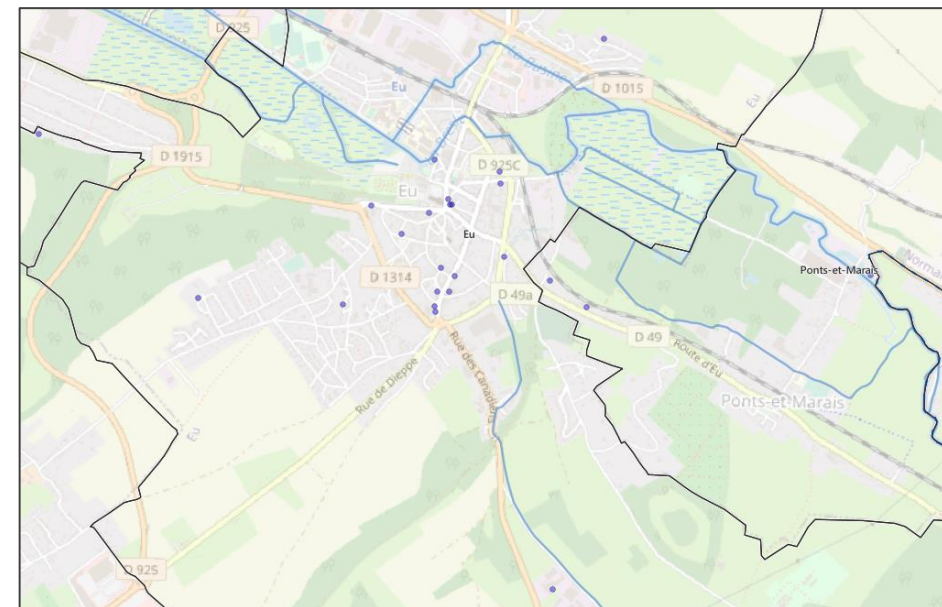 D 925
Eu
D 1015
Eu
D 1915
D 925C
Eu
Eu
Ponts-et-Marais
D 1314
D 49a
D 49
Route d'Eu
Rue des Canadiens
Rue de Dieppe
Ponts-et-Marais
Eu
D 925